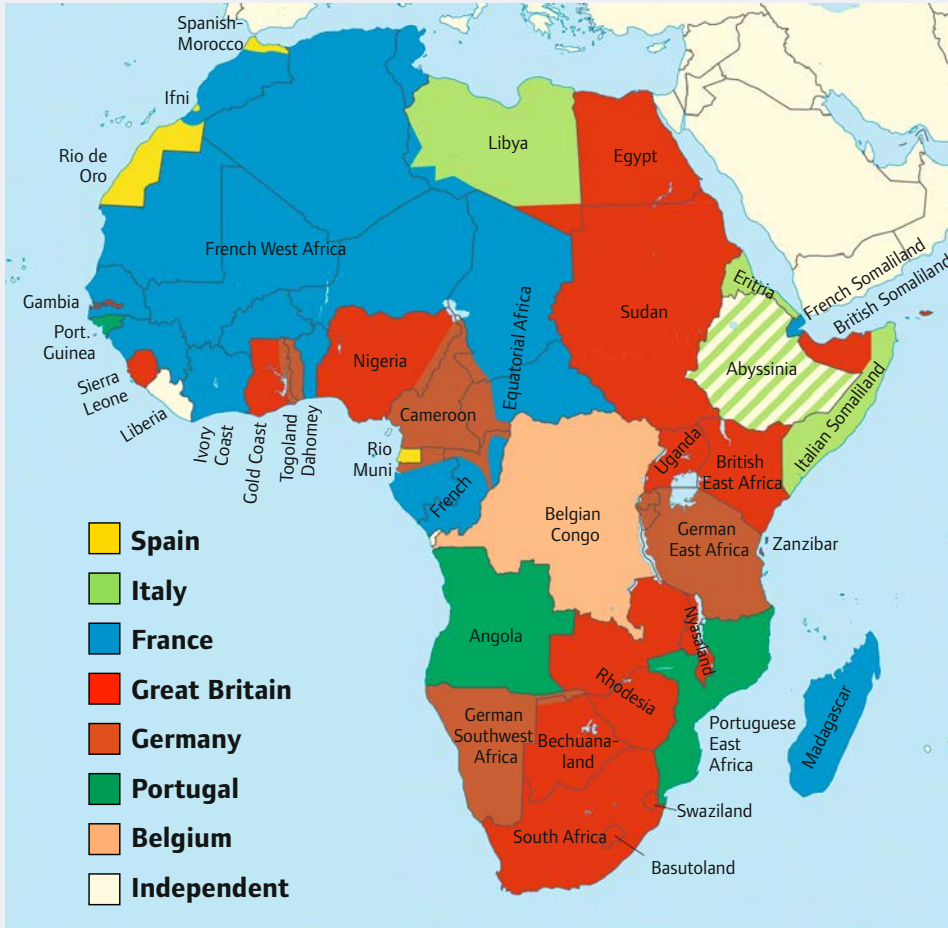 Spanish-
Morocco
Ifni
Rio de
Oro
Libya
Egypt
French West Africa
Gambia
Port.
Guinea
Sierra
Leone
Liberia
Ivory
Coast
Gold Coast
Togoland
Dahomey
Nigeria
Cameroon
Rio
Muni
Equatorial Africa
French
Sudan
Eritria
French Somaliland
British Somaliland
Abyssinia
Italian Somaliland
Uganda
British
East Africa
Belgian
Congo
German
East Africa
Zanzibar
Angola
Nyasaland
Rhodesia
German
Southwest
Africa
Bechuana-
land
Portuguese
East
Africa
Madagascar
Swaziland
South Africa
Basutoland
Spain
Italy
France
Great Britain
Germany
Portugal
Belgium
Independent